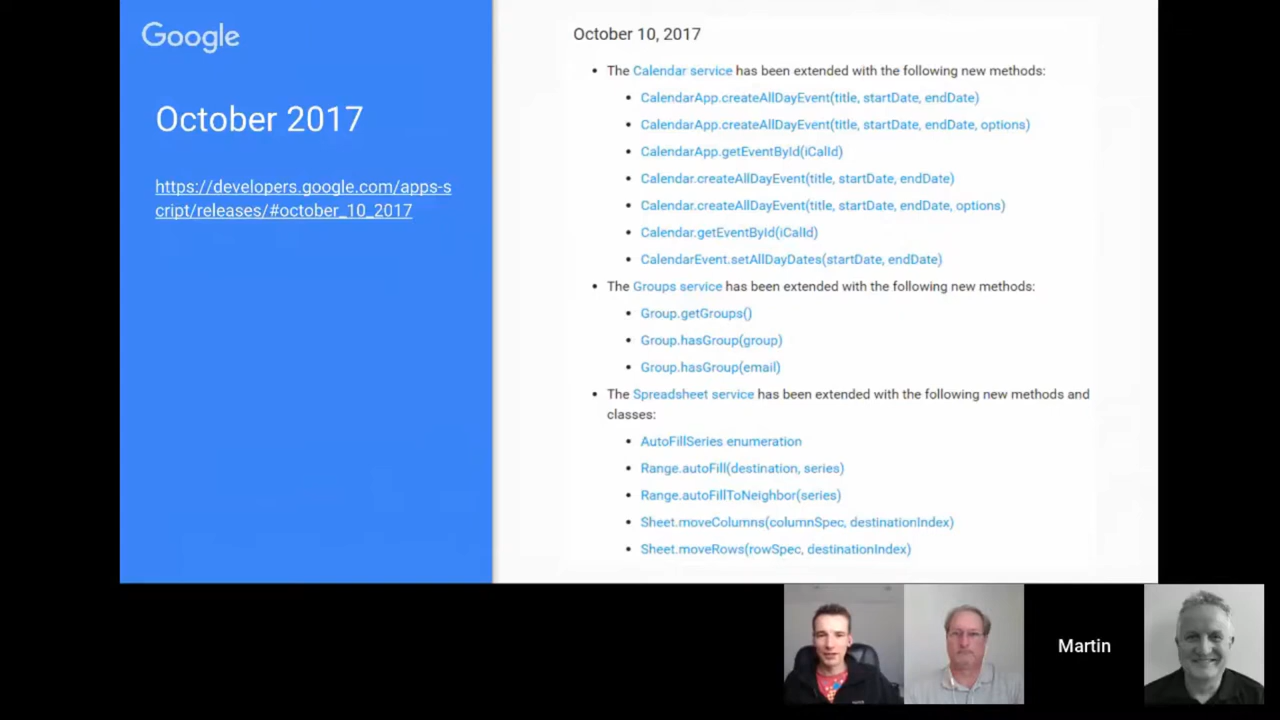 Google
October 2017
https://developers.google.com/apps-s
cript/releases/#october_10_2017
October 10, 2017
• The Calendar service has been extended with the following new methods:
• CalendarApp.createAllDayEvent(title, startDate, endDate)
• CalendarApp.createAllDayEvent(title, startDate, endDate, options)
• CalendarApp.getEventById(iCalId)
• Calendar.createAllDayEvent(title, startDate, endDate)
• Calendar.createAllDayEvent(title, startDate, endDate, options)
• Calendar.getEventById(iCalId)
• CalendarEvent.setAllDayDates(startDate, endDate)
• The Groups service has been extended with the following new methods:
• Group.getGroups()
• Group.hasGroup(group)
• Group.hasGroup(email)
• The Spreadsheet service has been extended with the following new methods and
classes:
• AutoFillSeries enumeration
• Range.autoFill(destination, series)
• Range.autoFillToNeighbor(series)
• Sheet.moveColumns(columnSpec, destinationIndex)
• Sheet.moveRows(rowSpec, destinationIndex)
Martin